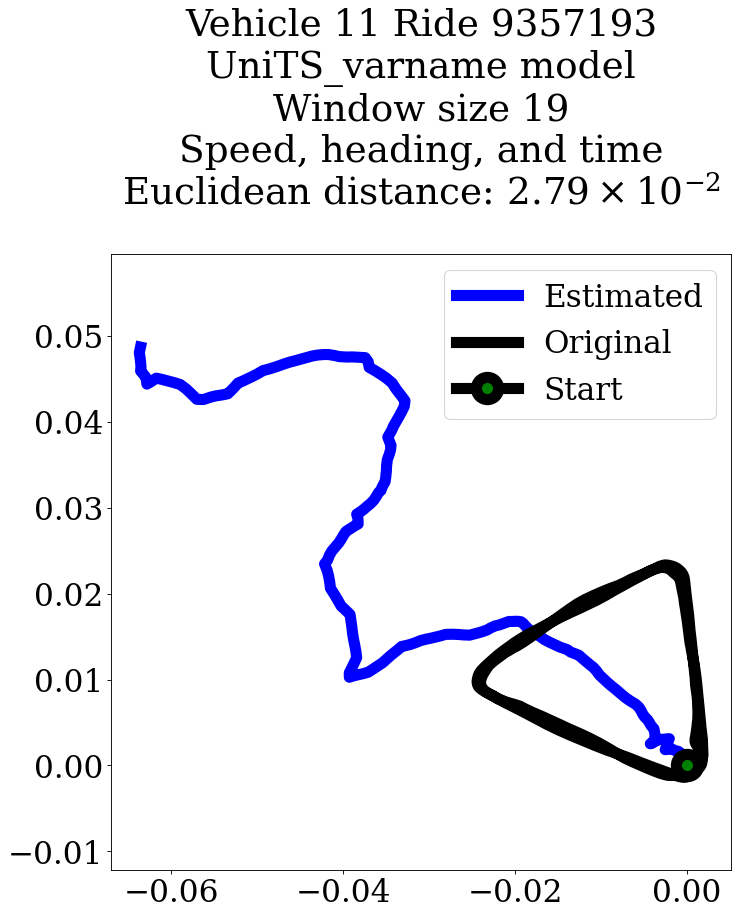 Vehicle 11 Ride 9357193
UniTS_varname model
Window size 19
Speed, heading, and time
Euclidean distance: 2.79 × 10⁻²
Estimated
Original
Start
0.05
0.04
0.03
0.02
0.01
0.00
−0.01
−0.06
−0.04
−0.02
0.00